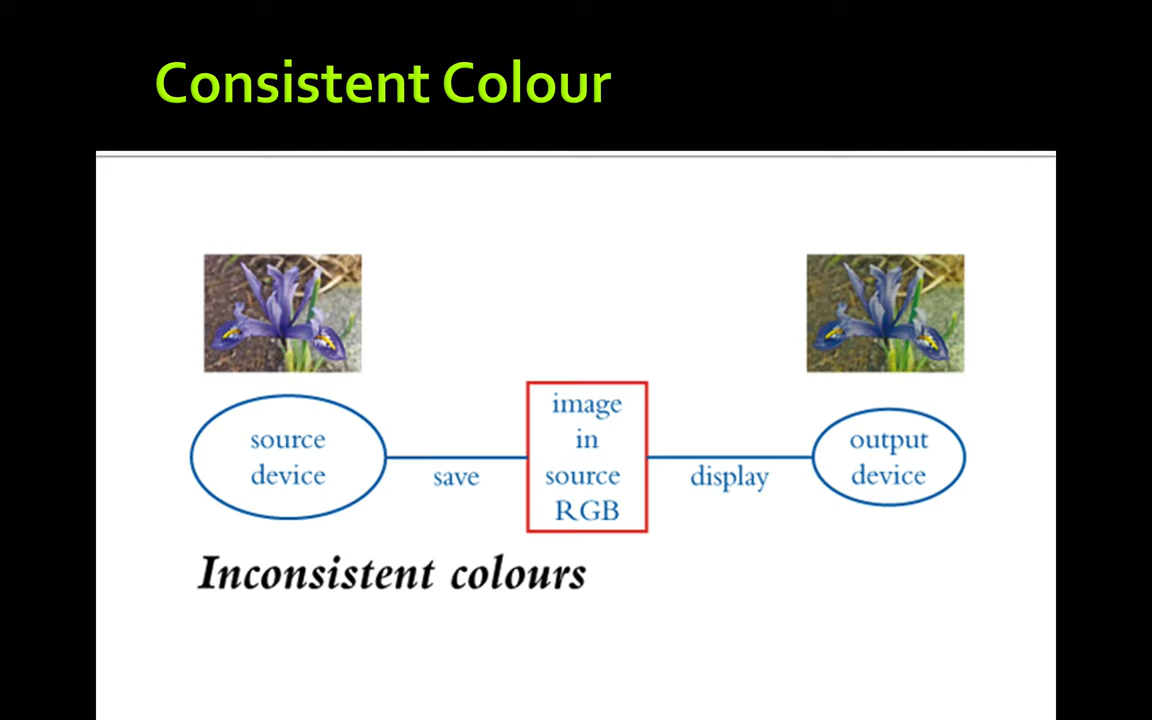 Consistent Colour
source
device
save
image
in
source
RGB
display
output
device
Inconsistent colours